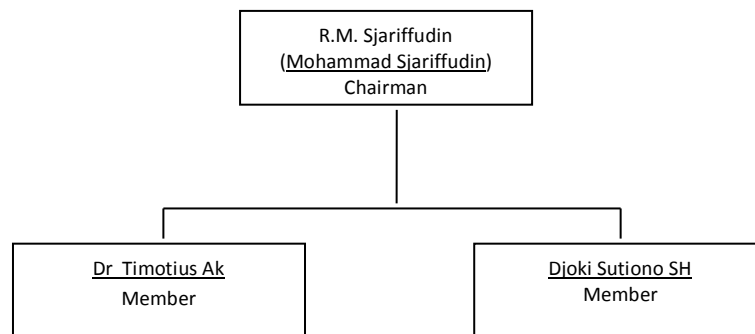 R.M. Sjariffudin
(Mohammad Sjariffudin)
Chairman
Dr Timotius Ak
Member
Djoki Sutiono SH
Member